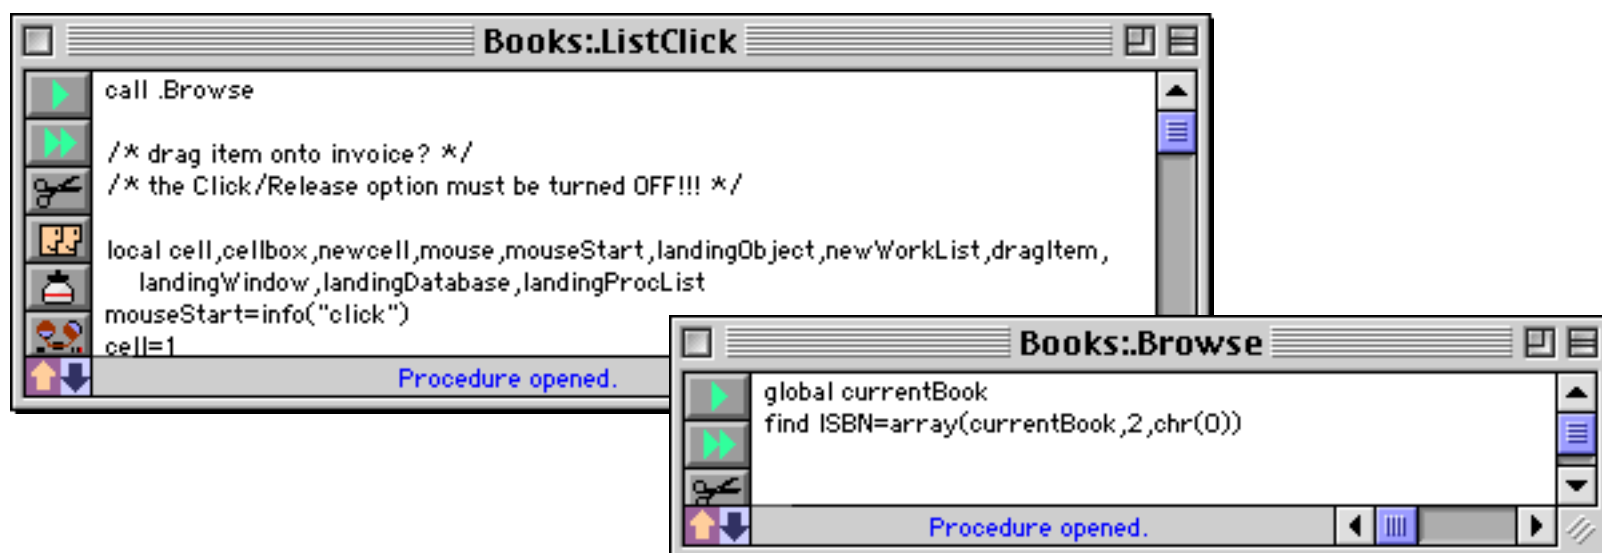 Books:.ListClick
call .Browse
/* drag item onto invoice? */
/* the Click/Release option must be turned OFF!!! */
local cell,cellbox,newcell,mouse,mouseStart,landingObject,newWorkList,dragItem,
landingWindow,landingDatabase,landingProcList
mouseStart=info("click")
cell=1
Procedure opened.
Books:.Browse
global currentBook
find ISBN=array(currentBook,2,chr(0))
Procedure opened.